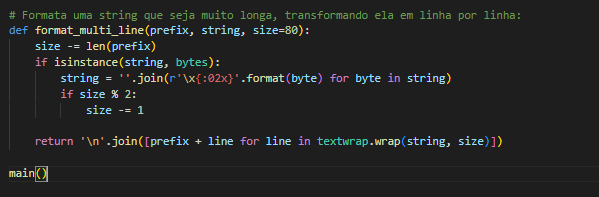 # Formata uma string que seja muito longa, transformando ela em linha por linha:
def format_multi_line(prefix, string, size=80):
    size -= len(prefix)
    if isinstance(string, bytes):
        string = ''.join(r'\x{:02x}'.format(byte) for byte in string)
        if size % 2:
            size -= 1

    return '\n'.join([prefix + line for line in textwrap.wrap(string, size)])

main()